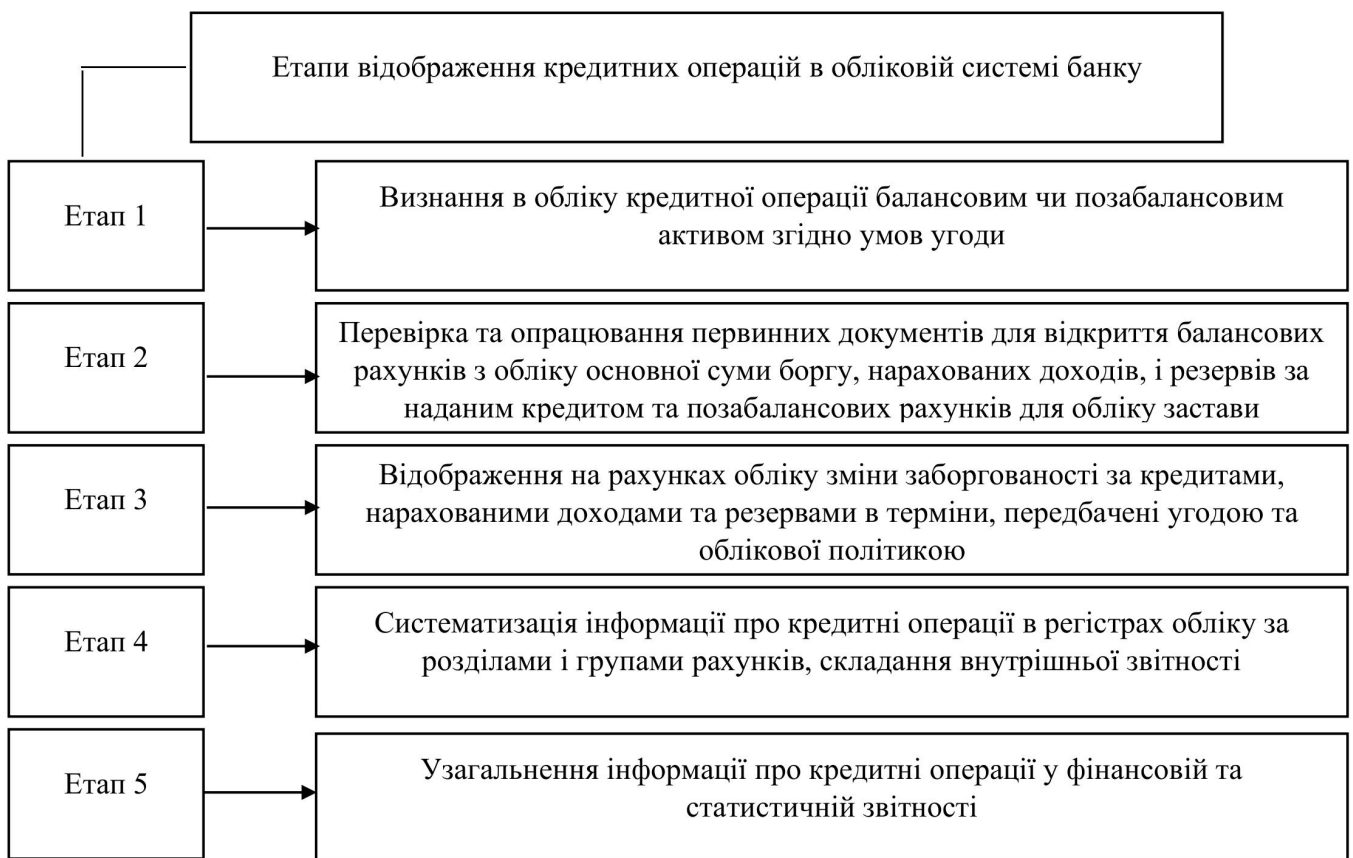 Етапи відображення кредитних операцій в обліковій системі банку
Етап 1
Визнання в обліку кредитної операції балансовим чи позабалансовим
активом згідно умов угоди
Етап 2
Перевірка та опрацювання первинних документів для відкриття балансових
рахунків з обліку основної суми боргу, нарахованих доходів, і резервів за
наданим кредитом та позабалансових рахунків для обліку застави
Етап 3
Відображення на рахунках обліку зміни заборгованості за кредитами,
нарахованими доходами та резервами в терміни, передбачені угодою та
облікової політикою
Етап 4
Систематизація інформації про кредитні операції в регістрах обліку за
розділами і групами рахунків, складання внутрішньої звітності
Етап 5
Узагальнення інформації про кредитні операції у фінансовій та
статистичній звітності